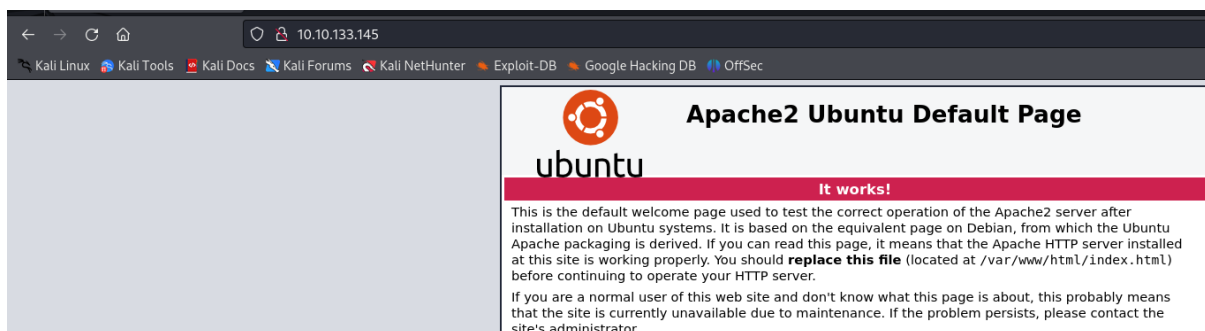 10.10.133.145
Kali Linux Kali Tools Kali Docs Kali Forums Kali NetHunter Exploit-DB Google Hacking DB OffSec
ubuntu
Apache2 Ubuntu Default Page
It works!
This is the default welcome page used to test the correct operation of the Apache2 server after
installation on Ubuntu systems. It is based on the equivalent page on Debian, from which the Ubuntu
Apache packaging is derived. If you can read this page, it means that the Apache HTTP server installed
at this site is working properly. You should replace this file (located at /var/www/html/index.html)
before continuing to operate your HTTP server.
If you are a normal user of this web site and don't know what this page is about, this probably means
that the site is currently unavailable due to maintenance. If the problem persists, please contact the
site's administrator.